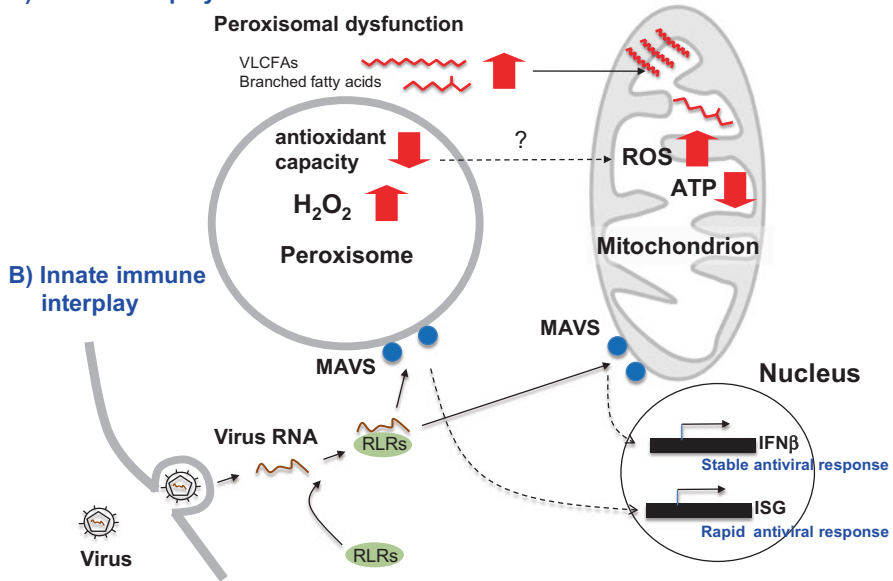 Peroxisomal dysfunction
VLCFAs
Branched fatty acids
antioxidant
capacity
?
H₂O₂
Peroxisome
ROS
ATP
Mitochondrion
B) Innate immune
interplay
MAVS
MAVS
Nucleus
Virus RNA
RLRs
IFNβ
Stable antiviral response
ISG
Rapid antiviral response
Virus
RLRs